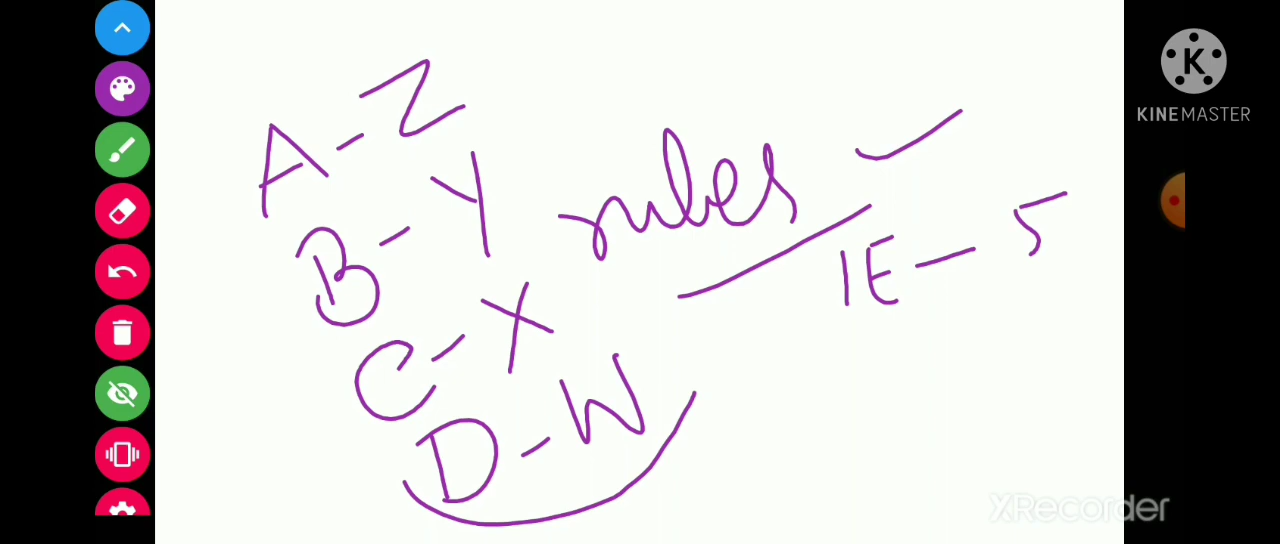 A - Z
B - Y
C - X
D - W
rules
E - 5
K
KINEMASTER
XRecorder